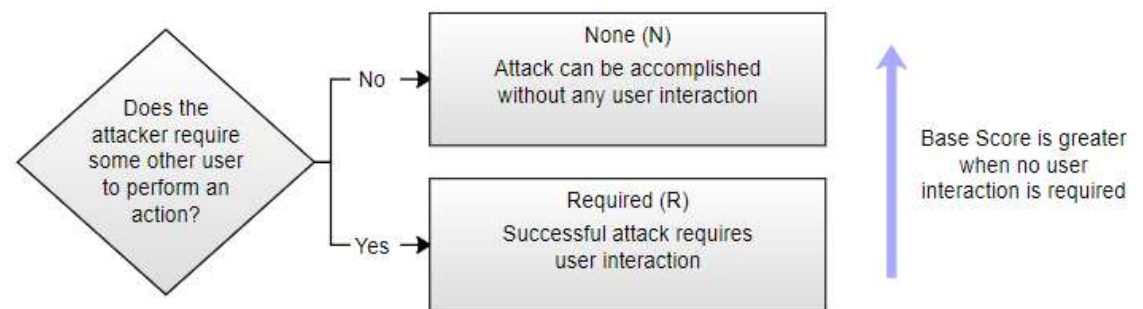 Does the
attacker require
some other user
to perform an
action?
No
None (N)
Attack can be accomplished
without any user interaction
Yes
Required (R)
Successful attack requires
user interaction
Base Score is greater
when no user
interaction is required